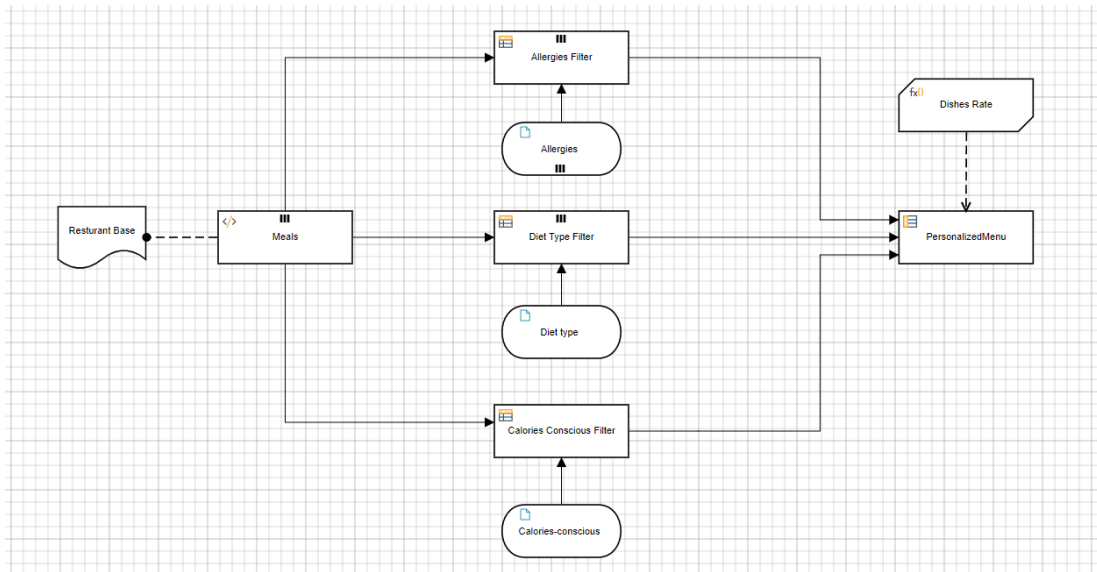 Allergies Filter
fx()
Dishes Rate
Allergies
Resturant Base
</>
Meals
Diet Type Filter
PersonalizedMenu
Diet type
Calories Conscious Filter
Calories-conscious